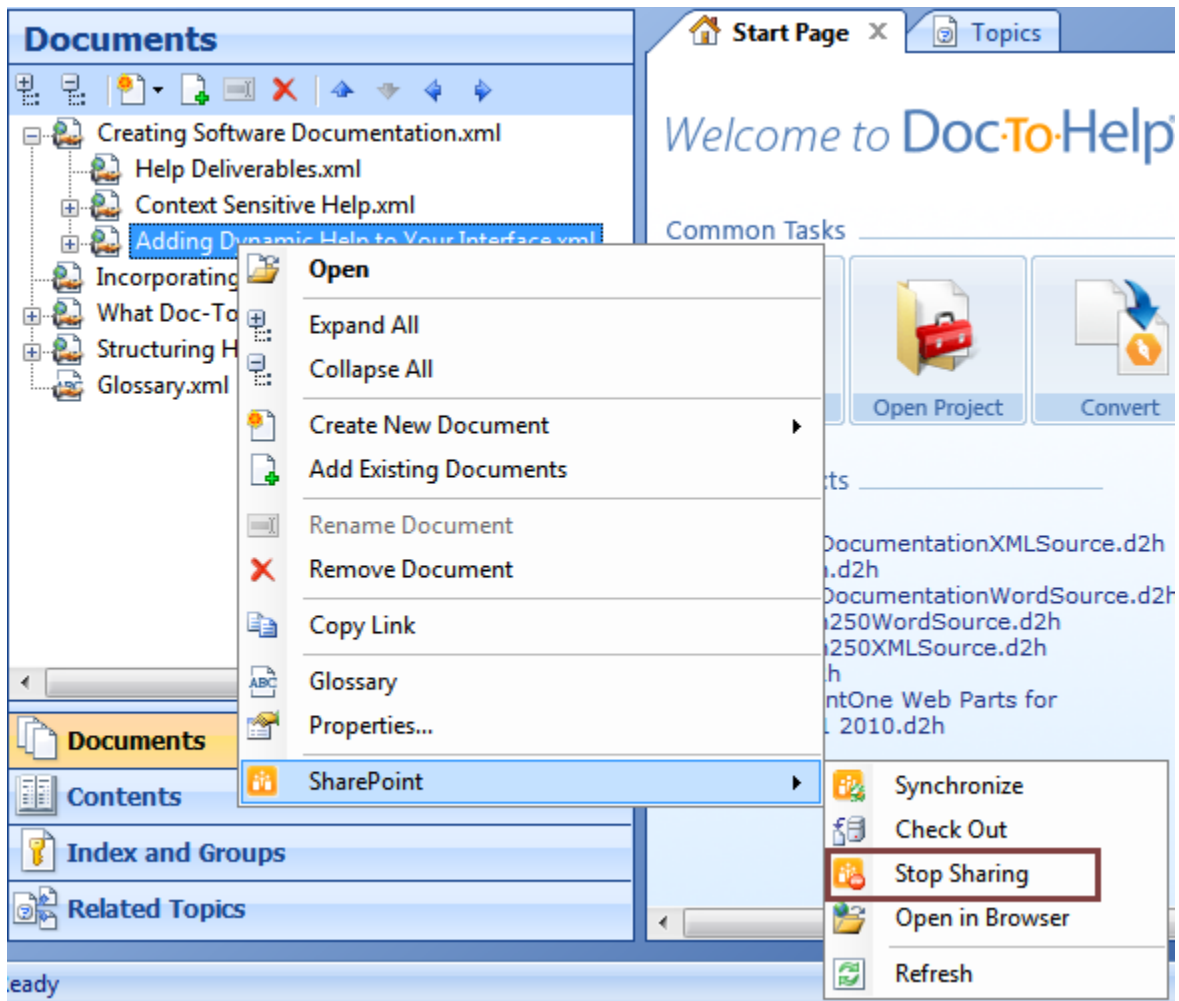 Documents
Start Page
Topics
Creating Software Documentation.xml
Help Deliverables.xml
Context Sensitive Help.xml
Adding Dynamic Help to Your Interface.xml
Incorporating
What Doc-To
Structuring H
Glossary.xml
Welcome to Doc-To-Help
Common Tasks
Open Project
Convert
Open
Expand All
Collapse All
Create New Document
Add Existing Documents
Rename Document
Remove Document
Copy Link
ABC Glossary
Properties...
SharePoint
cts
DocumentationXMLSource.d2h
.d2h
DocumentationWordSource.d2h
250WordSource.d2h
250XMLSource.d2h
h
ntOne Web Parts for
2010.d2h
Documents
Contents
Index and Groups
Related Topics
Synchronize
Check Out
Stop Sharing
Open in Browser
Refresh
eady